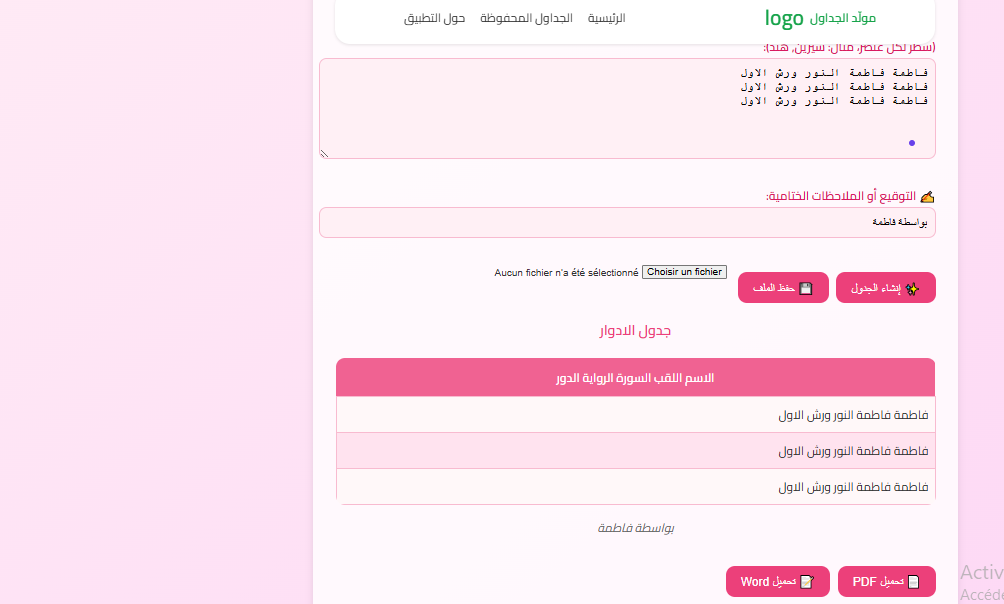 مولّد الجداول logo
الرئيسية
الجداول المحفوظة
حول التطبيق
(سطر لكل عنصر، مثال: سيرين, هند):
فاطمة فاطمة النور ورش الاول
فاطمة فاطمة النور ورش الاول
فاطمة فاطمة النور ورش الاول
✍️ التوقيع أو الملاحظات الختامية:
بواسطة فاطمة
✨ إنشاء الجدول
💾 حفظ الملف
Choisir un fichier Aucun fichier n'a été sélectionné
جدول الادوار
الاسم اللقب السورة الرواية الدور
فاطمة فاطمة النور ورش الاول
فاطمة فاطمة النور ورش الاول
فاطمة فاطمة النور ورش الاول
بواسطة فاطمة
📄 تحميل PDF
📝 تحميل Word
Activ
Accéde